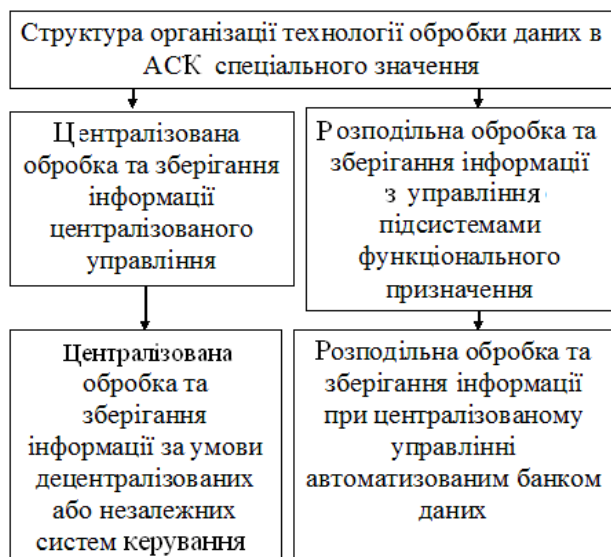 Структура організації технології обробки даних в
АСК спеціального значення
Централізована
обробка та зберігання
інформації
централізованого
управління
Розподільна обробка та
зберігання інформації
з управління
підсистемами
функціонального
призначення
Централізована
обробка та
зберігання
інформації за умови
децентралізованих
або незалежних
систем керування
Розподільна обробка та
зберігання інформації
при централізованому
управлінні
автоматизованим банком
даних